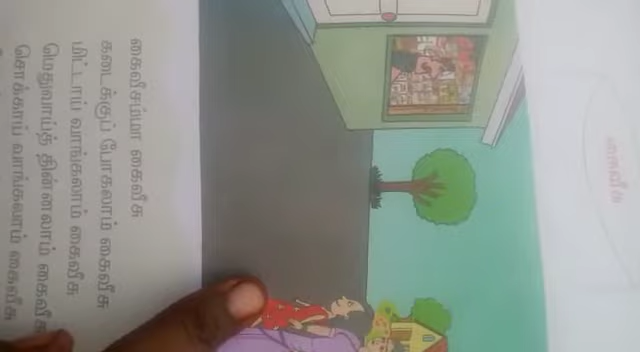 கைவீசு
கைவீசம்மா கைவீசு
கடைக்குப் போகலாம் கைவீசு
மிட்டாய் வாங்கலாம் கைவீசு
மெதுவாய்த் தின்னலாம் கைவீசு
சொக்காய் வாங்கலாம் கைவீசு